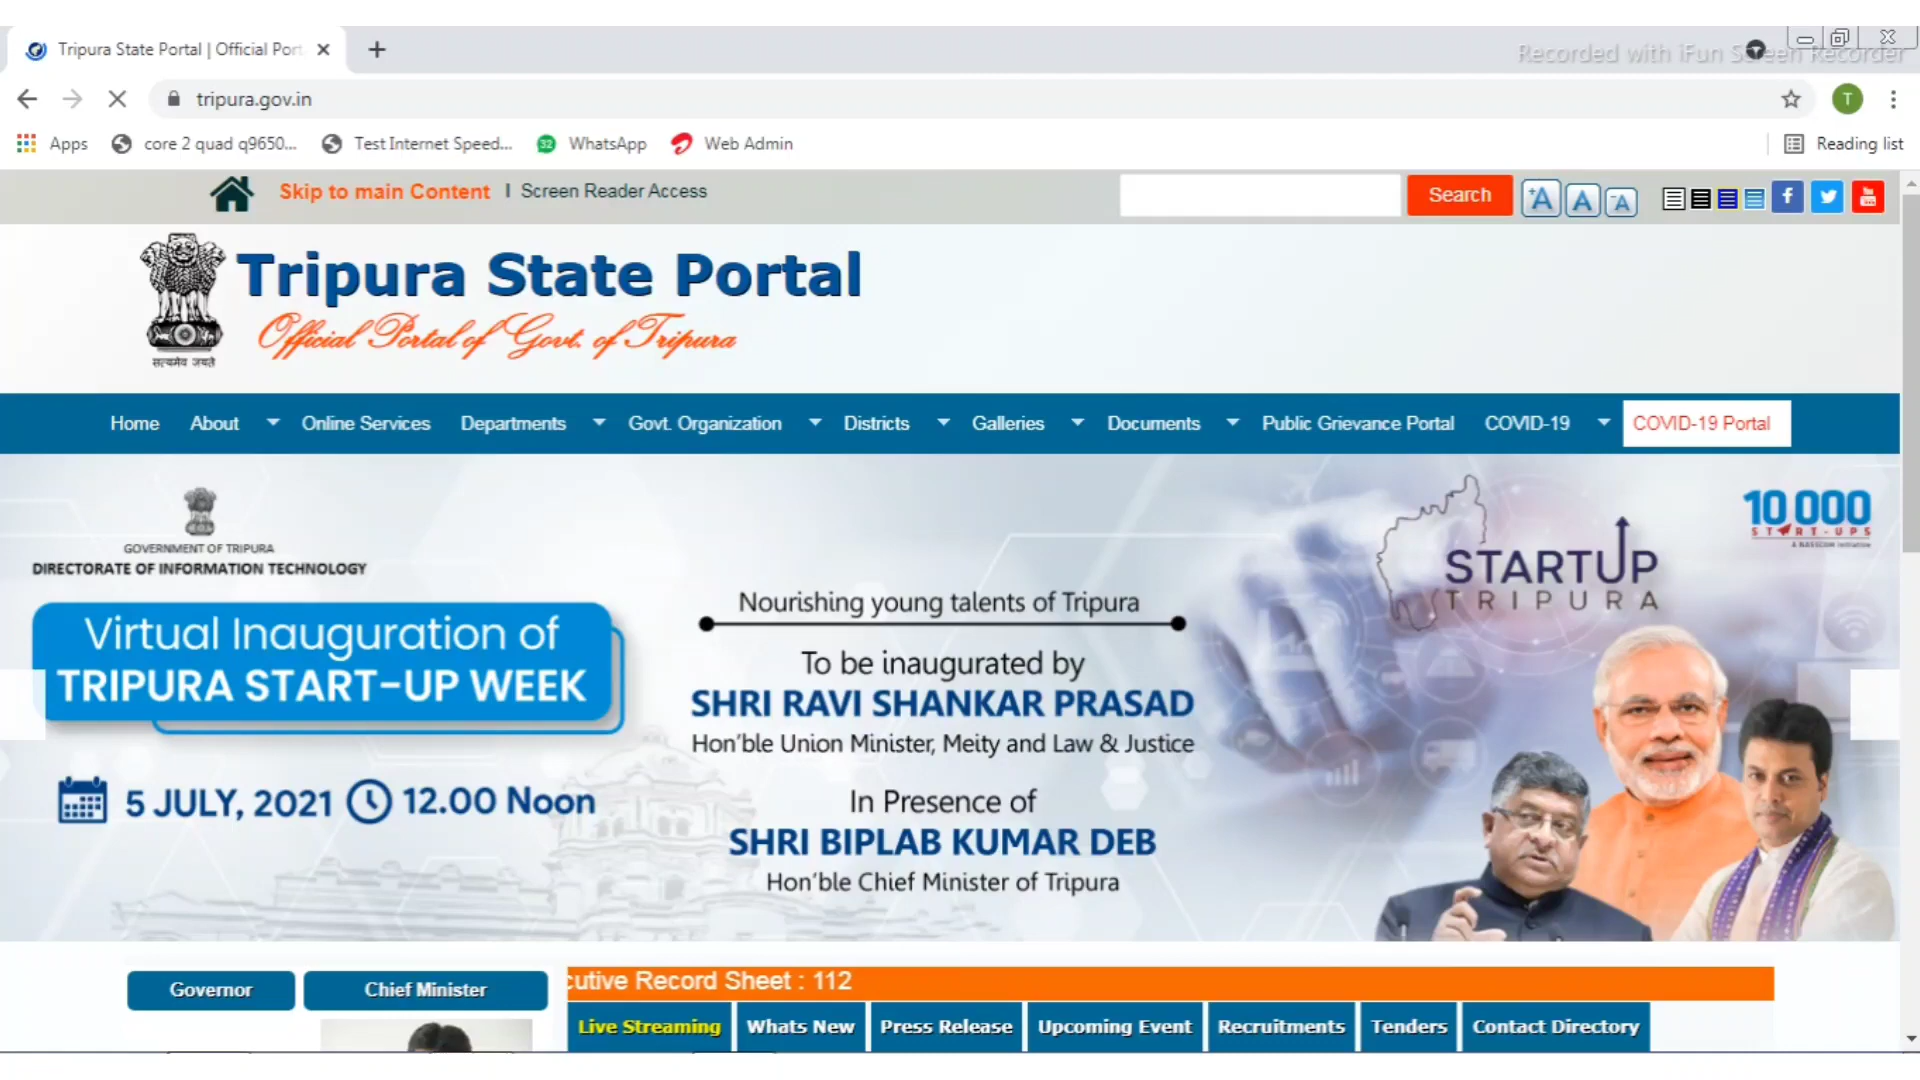 Tripura State Portal | Official Port
Recorded with iFun Screen Recorder
tripura.gov.in
T
Apps
core 2 quad q9650...
Test Internet Speed...
32
WhatsApp
Web Admin
Reading list
Skip to main Content | Screen Reader Access
Search
+A A -A
Tripura State Portal
Official Portal of Govt. of Tripura
सत्यमेव जयते
Home About Online Services Departments Govt. Organization Districts Galleries Documents Public Grievance Portal COVID-19 COVID-19 Portal
GOVERNMENT OF TRIPURA
DIRECTORATE OF INFORMATION TECHNOLOGY
Virtual Inauguration of
TRIPURA START-UP WEEK
5 JULY, 2021 12.00 Noon
Nourishing young talents of Tripura
To be inaugurated by
SHRI RAVI SHANKAR PRASAD
Hon'ble Union Minister, Meity and Law & Justice
In Presence of
SHRI BIPLAB KUMAR DEB
Hon'ble Chief Minister of Tripura
STARTUP
TRIPURA
10 000
START-UPS
A NASSCOM Initiative
Governor
Chief Minister
cutive Record Sheet : 112
Live Streaming
Whats New
Press Release
Upcoming Event
Recruitments
Tenders
Contact Directory